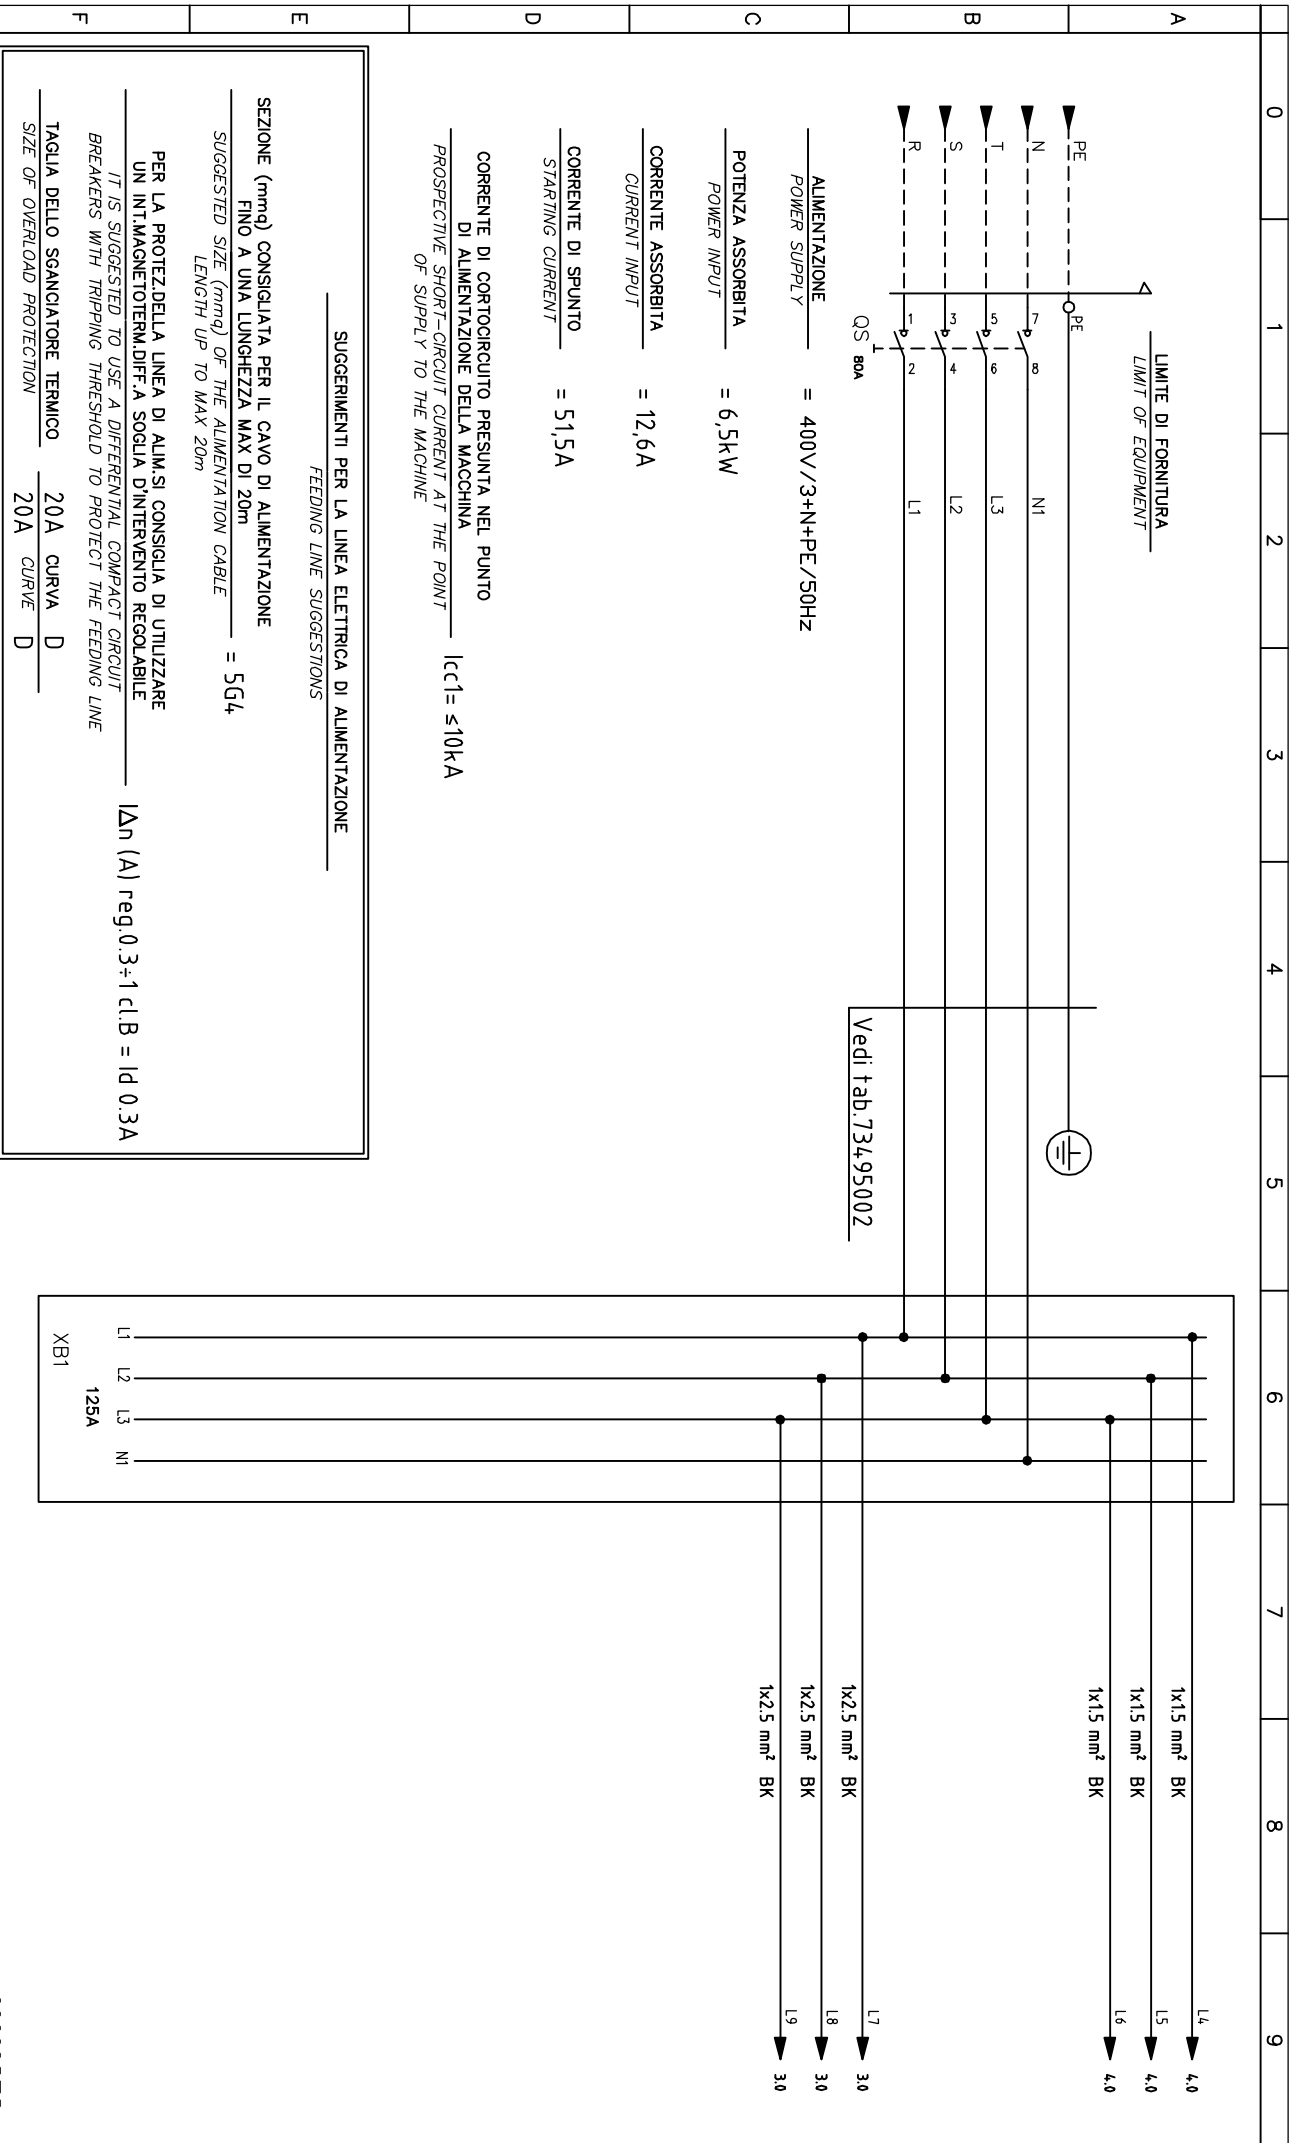 0 1 2 3 4 5 6 7 8 9
A
B
C
D
E
F
LIMITE DI FORNITURA
LIMIT OF EQUIPMENT
PE
PE
N
7
8
N1
T
5
6
L3
S
3
4
L2
R
1
2
L1
QS
80A
Vedi tab.73495002
ALIMENTAZIONE
POWER SUPPLY
= 400V/3+N+PE/50Hz
POTENZA ASSORBITA
POWER INPUT
= 6,5kW
CORRENTE ASSORBITA
CURRENT INPUT
= 12,6A
CORRENTE DI SPUNTO
STARTING CURRENT
= 51,5A
CORRENTE DI CORTOCIRCUITO PRESUNTA NEL PUNTO
DI ALIMENTAZIONE DELLA MACCHINA
PROSPECTIVE SHORT-CIRCUIT CURRENT AT THE POINT
OF SUPPLY TO THE MACHINE
Icc1= ≤10kA
SUGGERIMENTI PER LA LINEA ELETTRICA DI ALIMENTAZIONE
FEEDING LINE SUGGESTIONS
SEZIONE (mmq) CONSIGLIATA PER IL CAVO DI ALIMENTAZIONE
FINO A UNA LUNGHEZZA MAX DI 20m
SUGGESTED SIZE (mmq) OF THE ALIMENTATION CABLE
LENGTH UP TO MAX 20m
= 5G4
PER LA PROTEZ.DELLA LINEA DI ALIM.SI CONSIGLIA DI UTILIZZARE
UN INT.MAGNETOTERM.DIFF.A SOGLIA D'INTERVENTO REGOLABILE
IT IS SUGGESTED TO USE A DIFFERENTIAL COMPACT CIRCUIT
BREAKERS WITH TRIPPING THRESHOLD TO PROTECT THE FEEDING LINE
IΔn (A) reg.0.3÷1 cl.B = Id 0.3A
TAGLIA DELLO SGANCIATORE TERMICO
SIZE OF OVERLOAD PROTECTION
20A CURVA D
20A CURVE D
L1
L2
L3
N1
125A
XB1
1x1.5 mm² BK
L4
4.0
1x1.5 mm² BK
L5
4.0
1x1.5 mm² BK
L6
4.0
1x2.5 mm² BK
L7
3.0
1x2.5 mm² BK
L8
3.0
1x2.5 mm² BK
L9
3.0